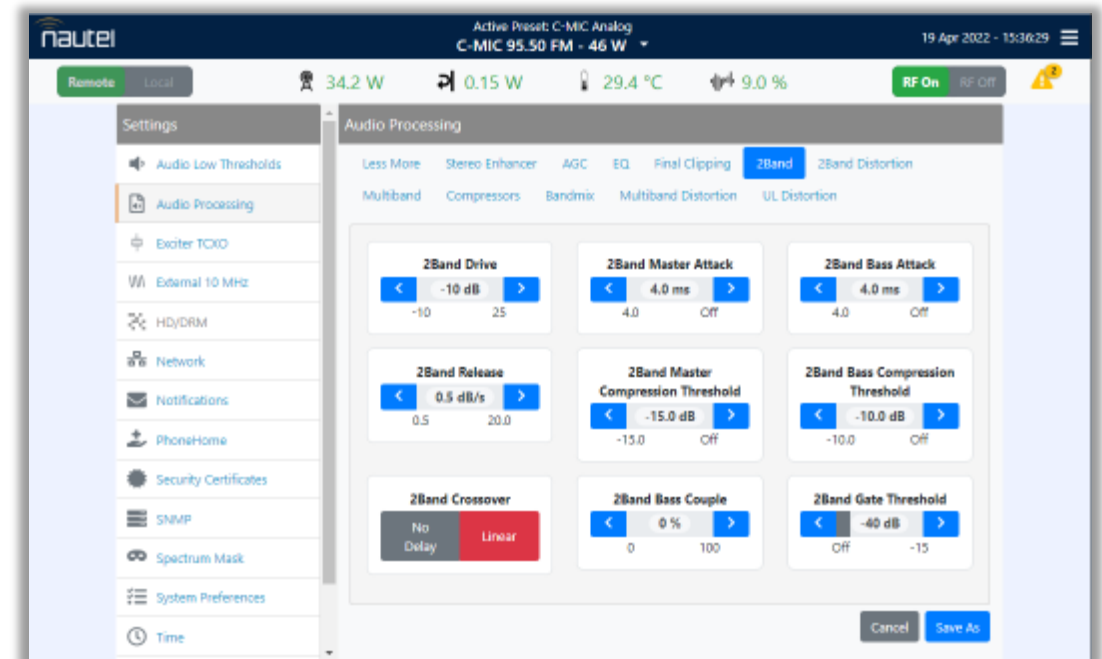 nautel
Active Preset: C-MIC Analog
C-MIC 95.50 FM - 46 W
19 Apr 2022 - 15:36:29
Remote Local
34.2 W 0.15 W 29.4 °C 9.0 %
RF On RF Off
2
Settings
Audio Low Thresholds
Audio Processing
Exciter TCXO
External 10 MHz
HD/DRM
Network
Notifications
PhoneHome
Security Certificates
SNMP
Spectrum Mask
System Preferences
Time
Audio Processing
Less More Stereo Enhancer AGC EQ Final Clipping 2Band 2Band Distortion
Multiband Compressors Bandmix Multiband Distortion UL Distortion
2Band Drive
-10 dB
-10 25
2Band Master Attack
4.0 ms
4.0 Off
2Band Bass Attack
4.0 ms
4.0 Off
2Band Release
0.5 dB/s
0.5 20.0
2Band Master
Compression Threshold
-15.0 dB
-15.0 Off
2Band Bass Compression
Threshold
-10.0 dB
-10.0 Off
2Band Crossover
No
Delay
Linear
2Band Bass Couple
0 %
0 100
2Band Gate Threshold
-40 dB
Off -15
Cancel Save As